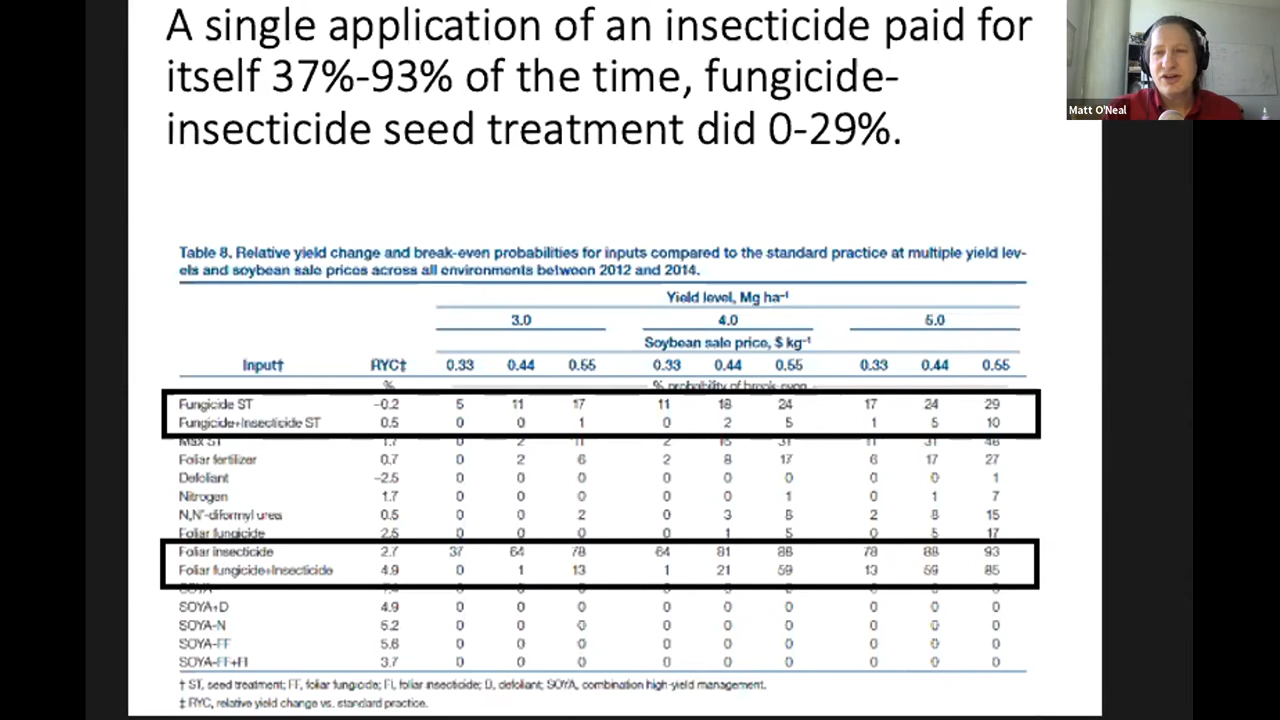 A single application of an insecticide paid for
itself 37%-93% of the time, fungicide-
insecticide seed treatment did 0-29%.
Matt O'Neal
Table 8. Relative yield change and break-even probabilities for inputs compared to the standard practice at multiple yield lev-
els and soybean sale prices across all environments between 2012 and 2014.
Yield level, Mg ha⁻¹
3.0 4.0 5.0
Soybean sale price, $ kg⁻¹
Input† RYC‡ 0.33 0.44 0.55 0.33 0.44 0.55 0.33 0.44 0.55
% % probability of break-even
Fungicide ST −0.2 5 11 17 11 18 24 17 24 29
Fungicide+Insecticide ST 0.5 0 0 1 0 2 5 1 5 10
Max ST 1.7 0 2 11 2 15 31 11 31 46
Foliar fertilizer 0.7 0 2 6 2 8 17 6 17 27
Defoliant −2.5 0 0 0 0 0 0 0 0 1
Nitrogen 1.7 0 0 0 0 0 1 0 1 7
N,N'-diformyl urea 0.5 0 0 2 0 3 8 2 8 15
Foliar fungicide 2.5 0 0 0 0 1 5 0 5 17
Foliar insecticide 2.7 37 64 78 64 81 88 78 88 93
Foliar fungicide+Insecticide 4.9 0 1 13 1 21 59 13 59 85
SOYA 0 0 0 0 0 0 0 0 0
SOYA+D 4.9 0 0 0 0 0 0 0 0 0
SOYA-N 5.2 0 0 0 0 0 0 0 0 0
SOYA-FF 5.6 0 0 0 0 0 0 0 0 0
SOYA-FF+FI 3.7 0 0 0 0 0 0 0 0 0
† ST, seed treatment; FF, foliar fungicide; FI, foliar insecticide; D, defoliant; SOYA, combination high-yield management.
‡ RYC, relative yield change vs. standard practice.